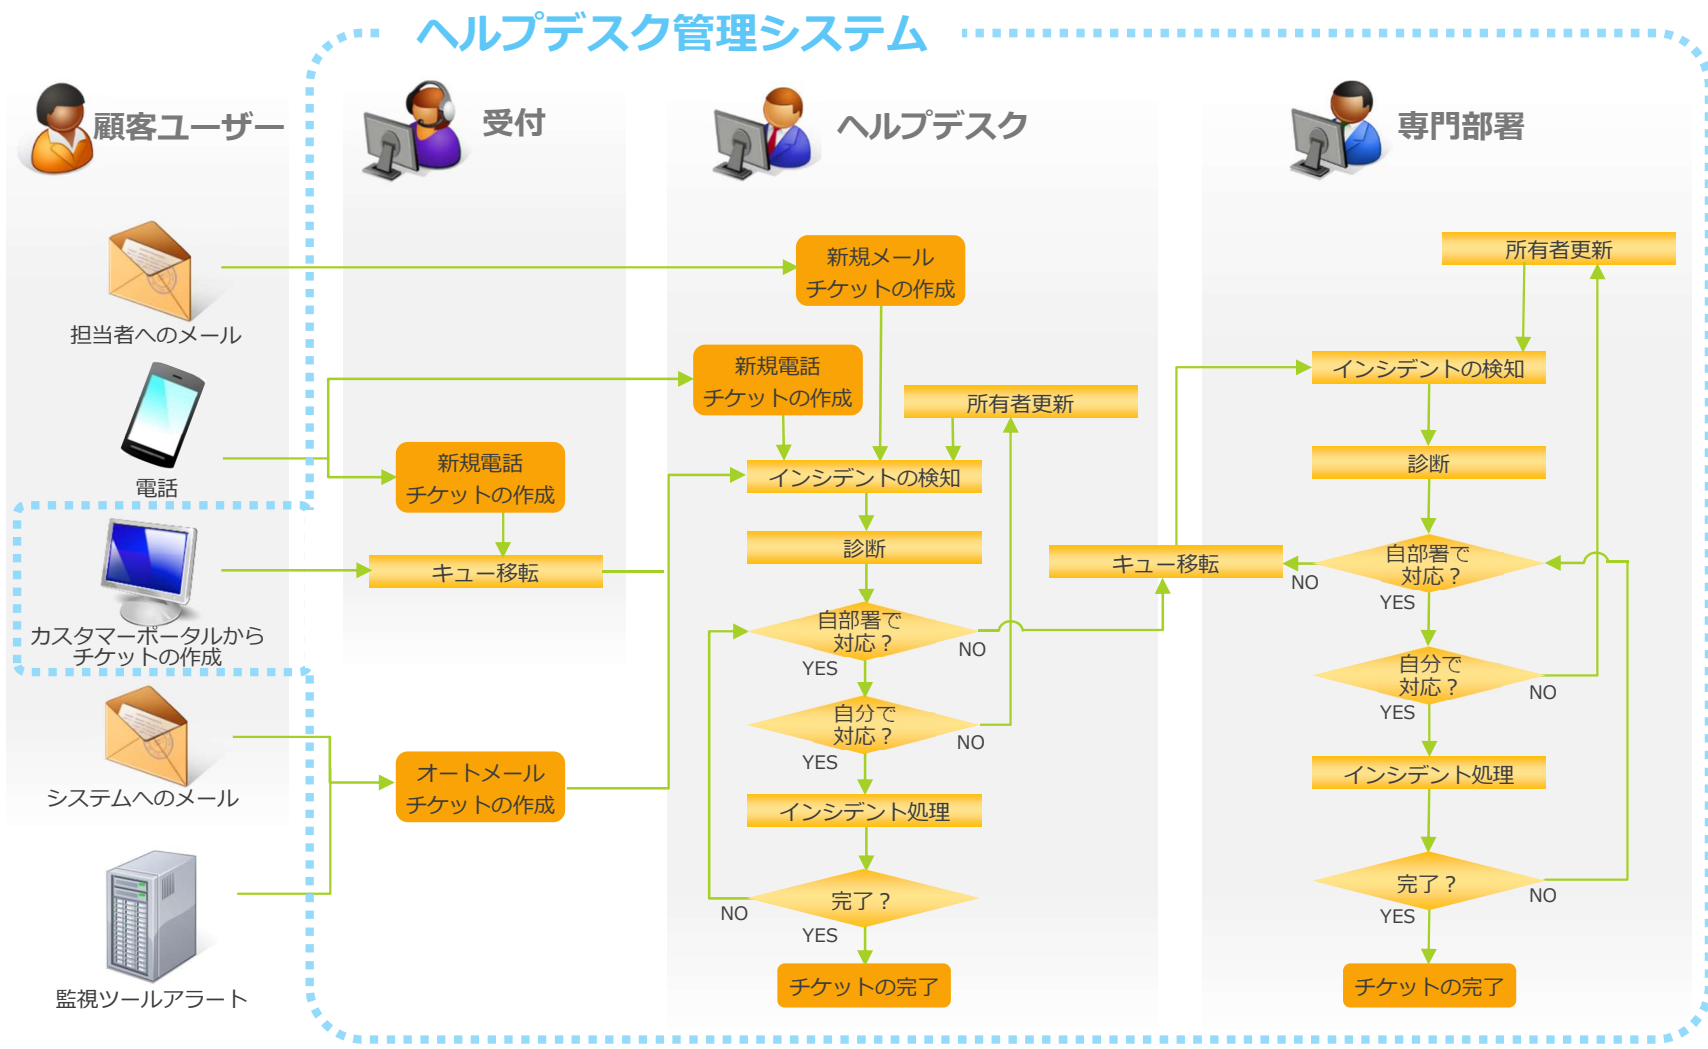 ヘルプデスク管理システム
顧客ユーザー
受付
ヘルプデスク
専門部署
担当者へのメール
電話
カスタマーポータルから
チケットの作成
システムへのメール
監視ツールアラート
新規電話
チケットの作成
キュー移転
オートメール
チケットの作成
新規メール
チケットの作成
新規電話
チケットの作成
所有者更新
インシデントの検知
診断
自部署で
対応？
NO
YES
自分で
対応？
NO
YES
インシデント処理
完了？
NO
YES
チケットの完了
キュー移転
所有者更新
インシデントの検知
診断
自部署で
対応？
NO
YES
自分で
対応？
NO
YES
インシデント処理
完了？
NO
YES
チケットの完了